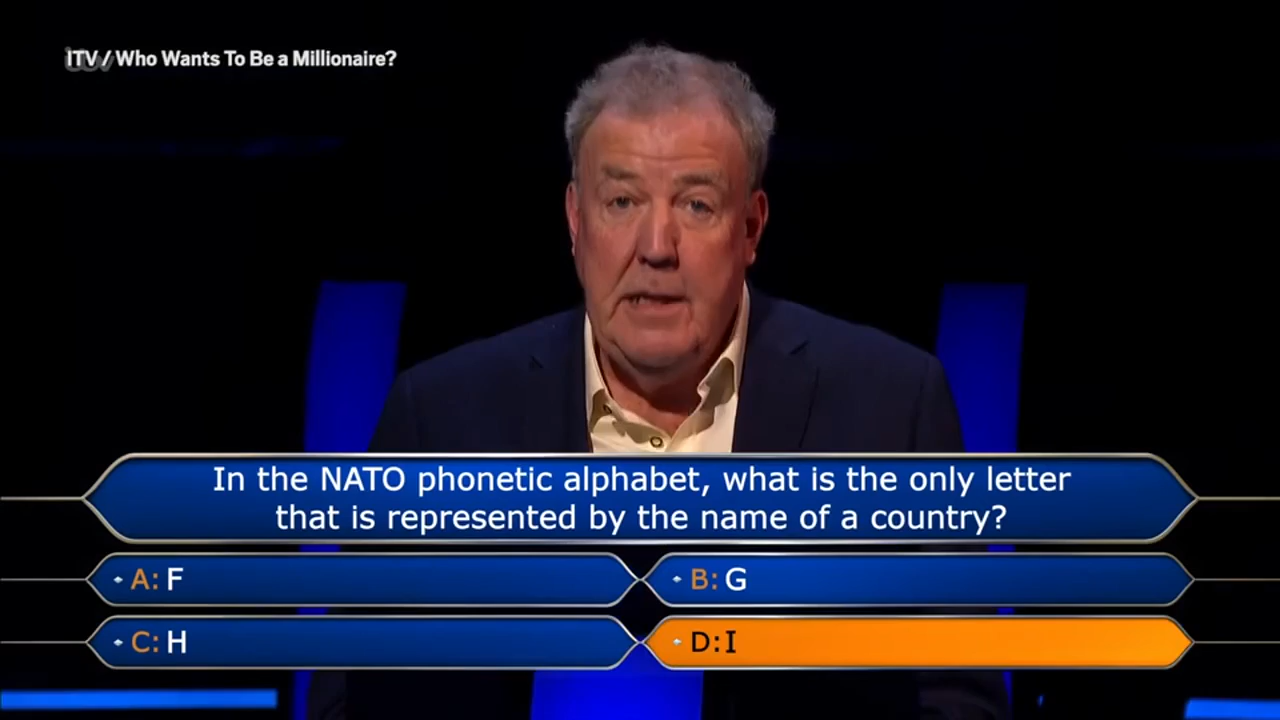 ITV / Who Wants To Be a Millionaire?
In the NATO phonetic alphabet, what is the only letter
that is represented by the name of a country?
A: F
B: G
C: H
D: I